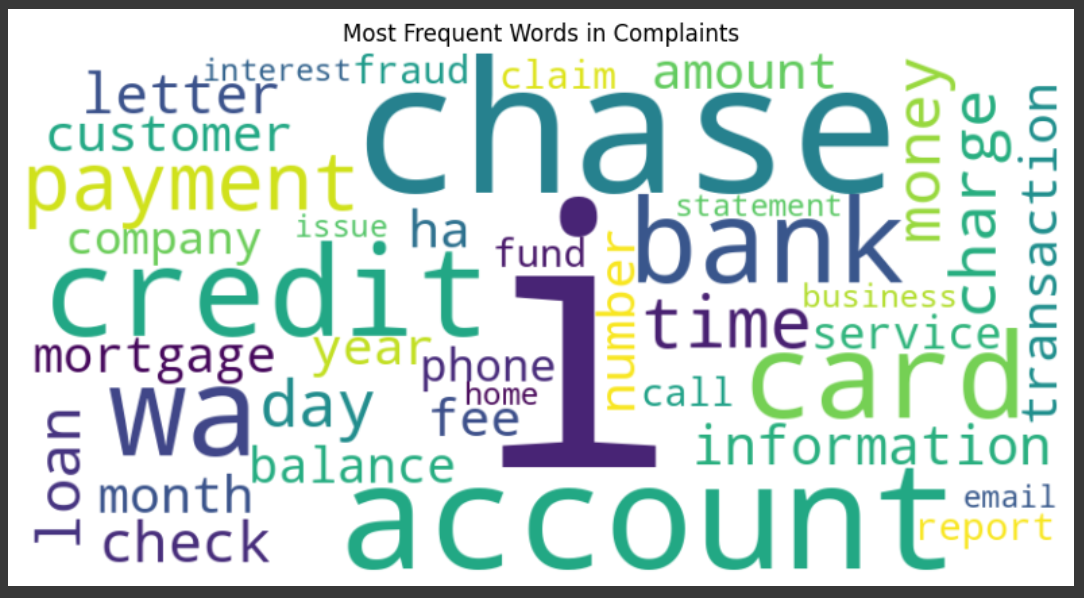 Most Frequent Words in Complaints
interest
fraud
claim
amount
letter
chase
money
charge
transaction
customer
payment
statement
issue
ha
bank
company
fund
number
credit
i
business
time
service
mortgage
year
phone
card
home
call
wa
day
fee
loan
information
balance
month
account
email
check
report